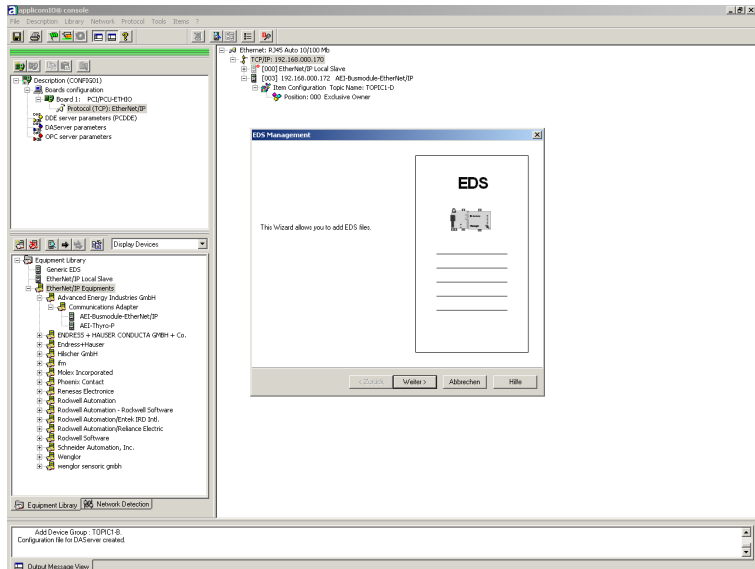 applicomIO® console
File Description Library Network Protocol Tools Items ?
Description (CONFIG01)
Boards configuration
Board 1: PCI/PCU-ETHIO
Protocol (TCP): EtherNet/IP
DDE server parameters (PCDDE)
DAServer parameters
OPC server parameters
Display Devices
Equipment Library
Generic EDS
EtherNet/IP Local Slave
EtherNet/IP Equipments
Advanced Energy Industries GmbH
Communications Adapter
AEI-Busmodule-EtherNet/IP
AEI-Thyro-P
ENDRESS + HAUSER CONDUCTA GMBH + Co.
Endress+Hauser
Hilscher GmbH
ifm
Molex Incorporated
Phoenix Contact
Renesas Electronics
Rockwell Automation
Rockwell Automation - Rockwell Software
Rockwell Automation/Entek IRD Intl.
Rockwell Automation/Reliance Electric
Rockwell Software
Schneider Automation, Inc.
Wenglor
wenglor sensoric gmbh
Equipment Library Network Detection
Ethernet: RJ45 Auto 10/100 Mb
TCP/IP: 192.168.000.170
[000] EtherNet/IP Local Slave
[003] 192.168.000.172 AEI-Busmodule-EtherNet/IP
Item Configuration Topic Name: TOPIC1-D
Position: 000 Exclusive Owner
EDS Management
This Wizard allows you to add EDS files.
EDS
< Zurück Weiter > Abbrechen Hilfe
Add Device Group : TOPIC1-B.
Configuration file for DAServer created.
Output Message View